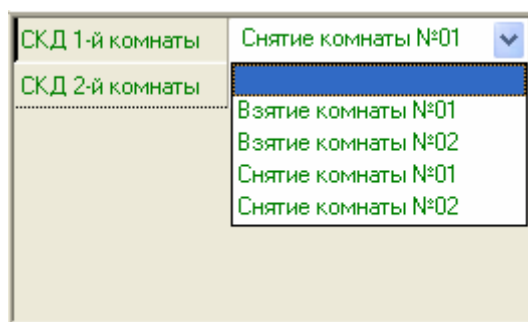 СКД 1-й комнаты Снятие комнаты №01
СКД 2-й комнаты
Взятие комнаты №01
Взятие комнаты №02
Снятие комнаты №01
Снятие комнаты №02